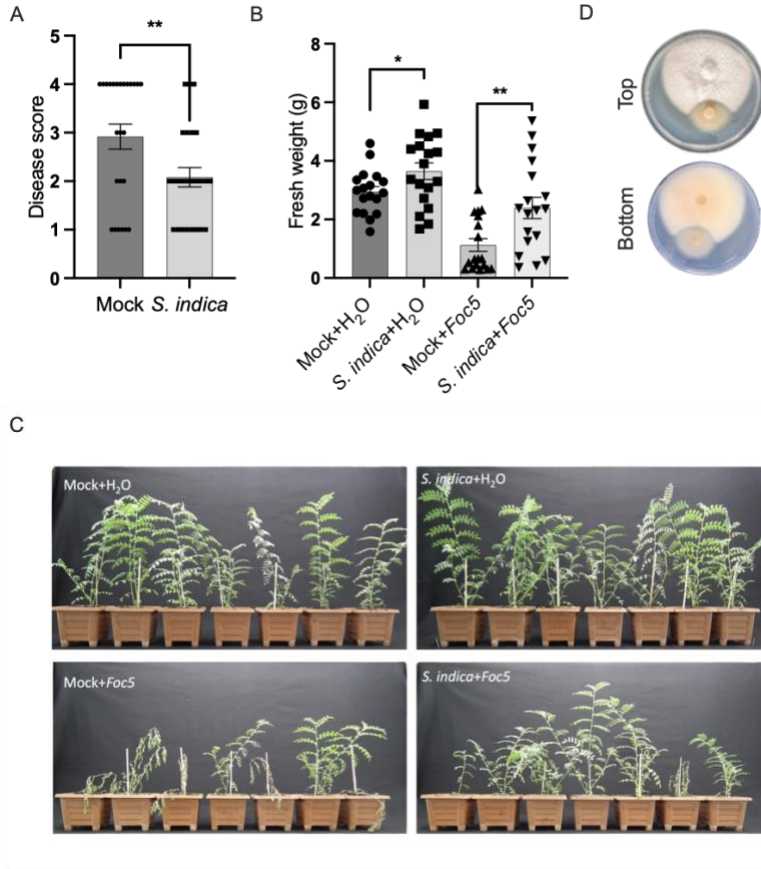 A
**
Disease score
5
4
3
2
1
0
Mock
S. indica
B
*
**
Fresh weight (g)
8
6
4
2
0
Mock+H₂O
S. indica+H₂O
Mock+Foc5
S. indica+Foc5
D
Top
Bottom
C
Mock+H₂O
S. indica+H₂O
Mock+Foc5
S. indica+Foc5